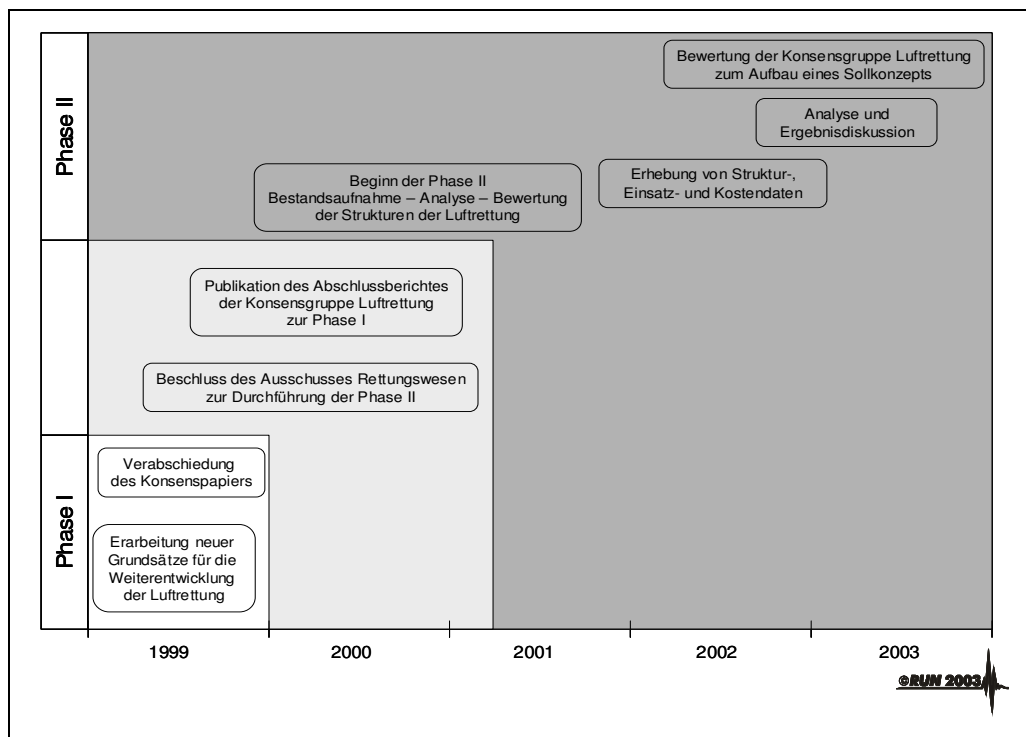 Phase II
Bewertung der Konsensgruppe Luftrettung
zum Aufbau eines Sollkonzepts
Analyse und
Ergebnisdiskussion
Erhebung von Struktur-,
Einsatz- und Kostendaten
Beginn der Phase II
Bestandsaufnahme – Analyse – Bewertung
der Strukturen der Luftrettung
Publikation des Abschlussberichtes
der Konsensgruppe Luftrettung
zur Phase I
Beschluss des Ausschusses Rettungswesen
zur Durchführung der Phase II
Phase I
Verabschiedung
des Konsenspapiers
Erarbeitung neuer
Grundsätze für die
Weiterentwicklung
der Luftrettung
1999 2000 2001 2002 2003
©RUN 2003